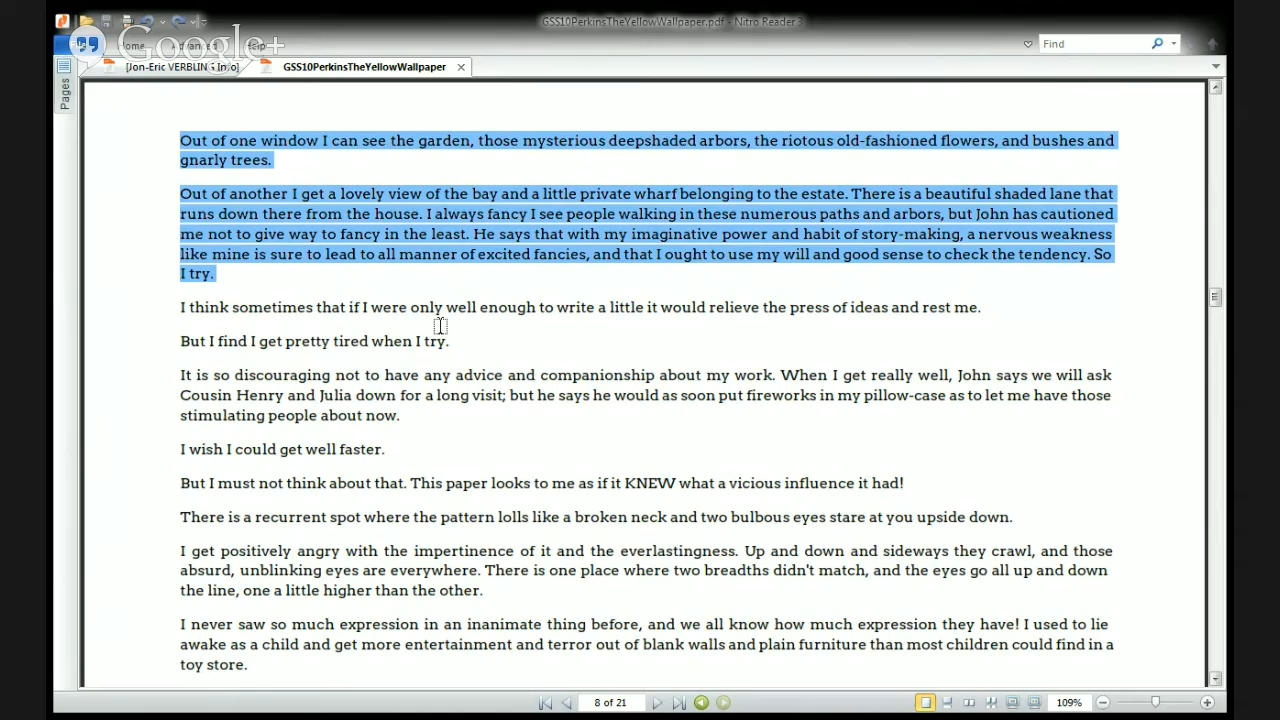 GSS10PerkinsTheYellowWallpaper.pdf - Nitro Reader 3
Google+
Home Advanced Help
Find
[Jon-Eric VERBLING Info]
GSS10PerkinsTheYellowWallpaper
Pages
Out of one window I can see the garden, those mysterious deepshaded arbors, the riotous old-fashioned flowers, and bushes and
gnarly trees.
Out of another I get a lovely view of the bay and a little private wharf belonging to the estate. There is a beautiful shaded lane that
runs down there from the house. I always fancy I see people walking in these numerous paths and arbors, but John has cautioned
me not to give way to fancy in the least. He says that with my imaginative power and habit of story-making, a nervous weakness
like mine is sure to lead to all manner of excited fancies, and that I ought to use my will and good sense to check the tendency. So
I try.
I think sometimes that if I were only well enough to write a little it would relieve the press of ideas and rest me.
But I find I get pretty tired when I try.
It is so discouraging not to have any advice and companionship about my work. When I get really well, John says we will ask
Cousin Henry and Julia down for a long visit; but he says he would as soon put fireworks in my pillow-case as to let me have those
stimulating people about now.
I wish I could get well faster.
But I must not think about that. This paper looks to me as if it KNEW what a vicious influence it had!
There is a recurrent spot where the pattern lolls like a broken neck and two bulbous eyes stare at you upside down.
I get positively angry with the impertinence of it and the everlastingness. Up and down and sideways they crawl, and those
absurd, unblinking eyes are everywhere. There is one place where two breadths didn't match, and the eyes go all up and down
the line, one a little higher than the other.
I never saw so much expression in an inanimate thing before, and we all know how much expression they have! I used to lie
awake as a child and get more entertainment and terror out of blank walls and plain furniture than most children could find in a
toy store.
8 of 21
109%